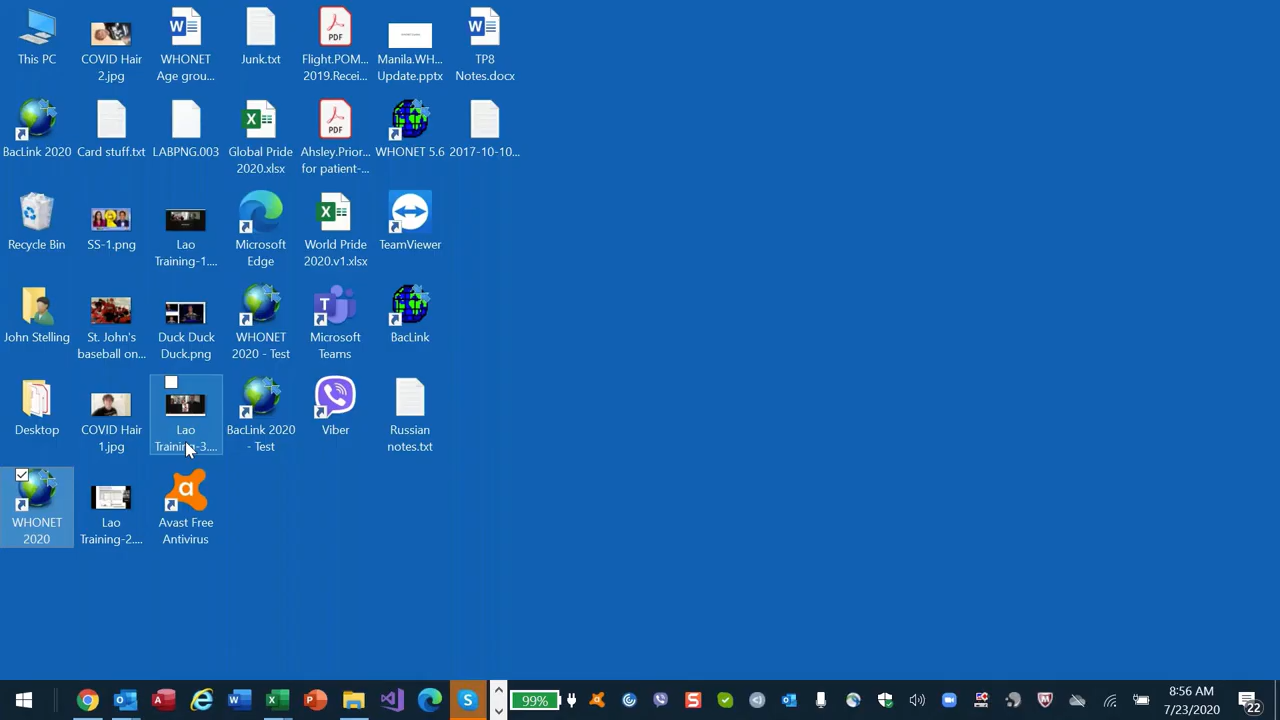 This PC
COVID Hair
2.jpg
WHONET
Age grou...
Junk.txt
Flight.POM...
2019.Recei...
Manila.WH...
Update.pptx
TP8
Notes.docx
BacLink 2020
Card stuff.txt
LABPNG.003
Global Pride
2020.xlsx
Ahsley.Prior...
for patient-...
WHONET 5.6
2017-10-10...
Recycle Bin
SS-1.png
Lao
Training-1....
Microsoft
Edge
World Pride
2020.v1.xlsx
TeamViewer
John Stelling
St. John's
baseball on...
Duck Duck
Duck.png
WHONET
2020 - Test
Microsoft
Teams
BacLink
Desktop
COVID Hair
1.jpg
Lao
Training-3....
BacLink 2020
- Test
Viber
Russian
notes.txt
WHONET
2020
Lao
Training-2....
Avast Free
Antivirus
99%
8:56 AM
7/23/2020
22